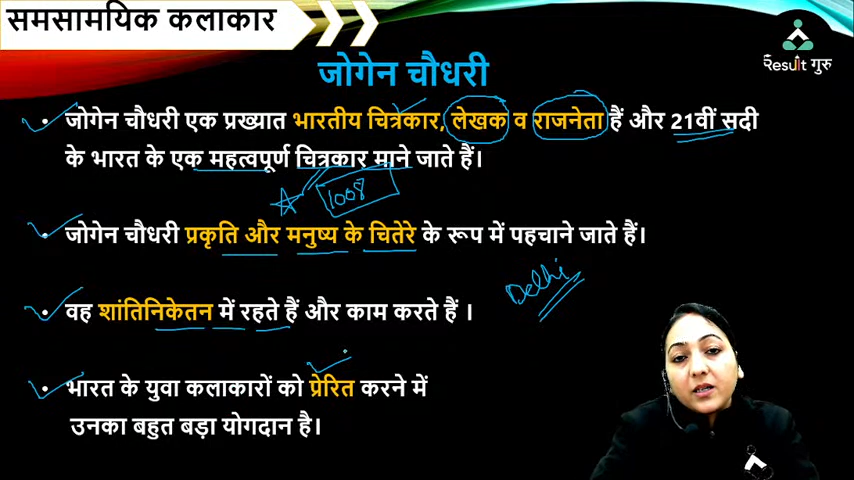 समसामयिक कलाकार
Result गुरु
जोगेन चौधरी
• जोगेन चौधरी एक प्रख्यात भारतीय चित्रकार, लेखक व राजनेता हैं और 21वीं सदी
के भारत के एक महत्वपूर्ण चित्रकार माने जाते हैं।
1008
• जोगेन चौधरी प्रकृति और मनुष्य के चितेरे के रूप में पहचाने जाते हैं।
Delhi
• वह शांतिनिकेतन में रहते हैं और काम करते हैं ।
• भारत के युवा कलाकारों को प्रेरित करने में
उनका बहुत बड़ा योगदान है।